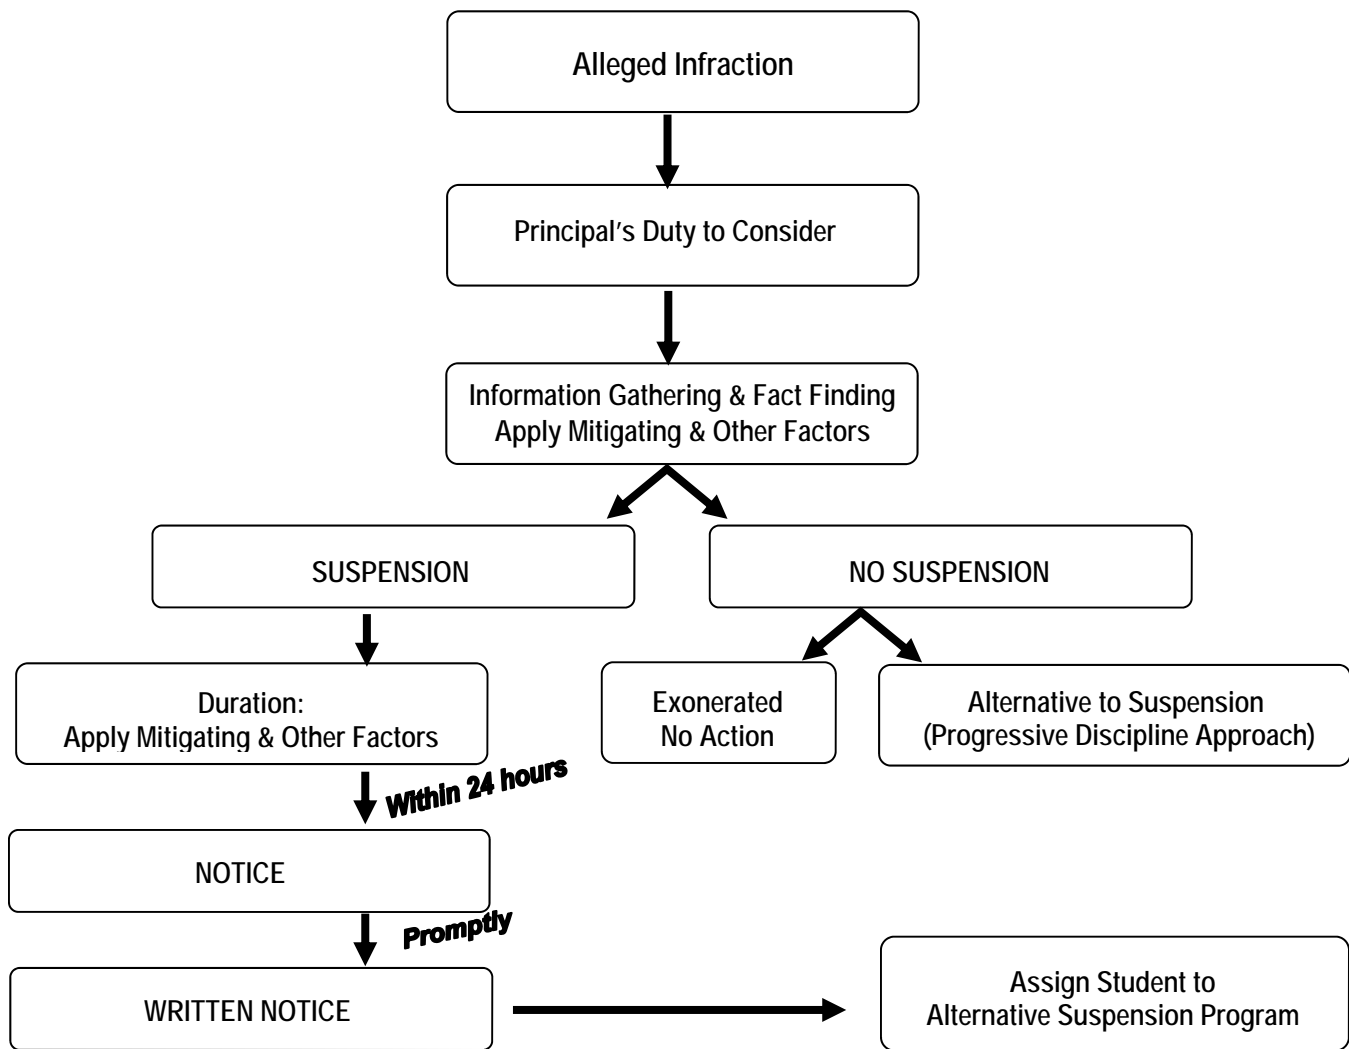 Alleged Infraction
Principal's Duty to Consider
Information Gathering & Fact Finding
Apply Mitigating & Other Factors
SUSPENSION
NO SUSPENSION
Duration:
Apply Mitigating & Other Factors
Exonerated
No Action
Alternative to Suspension
(Progressive Discipline Approach)
Within 24 hours
NOTICE
Promptly
WRITTEN NOTICE
Assign Student to
Alternative Suspension Program